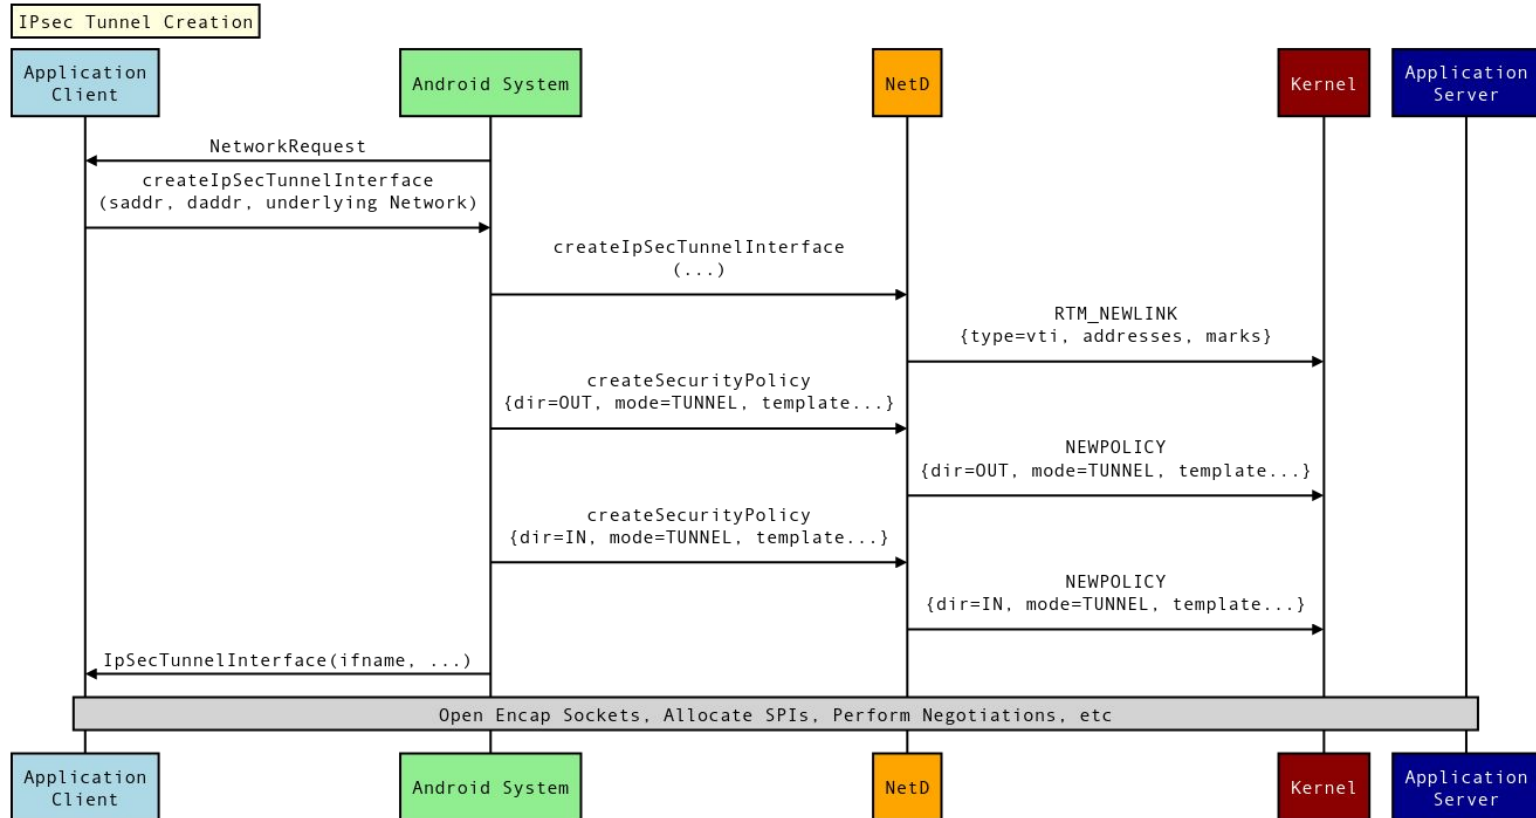 IPsec Tunnel Creation
Application
Client
Android System
NetD
Kernel
Application
Server
NetworkRequest
createIpSecTunnelInterface
(saddr, daddr, underlying Network)
createIpSecTunnelInterface
(...)
RTM_NEWLINK
{type=vti, addresses, marks}
createSecurityPolicy
{dir=OUT, mode=TUNNEL, template...}
NEWPOLICY
{dir=OUT, mode=TUNNEL, template...}
createSecurityPolicy
{dir=IN, mode=TUNNEL, template...}
NEWPOLICY
{dir=IN, mode=TUNNEL, template...}
IpSecTunnelInterface(ifname, ...)
Open Encap Sockets, Allocate SPIs, Perform Negotiations, etc
Application
Client
Android System
NetD
Kernel
Application
Server